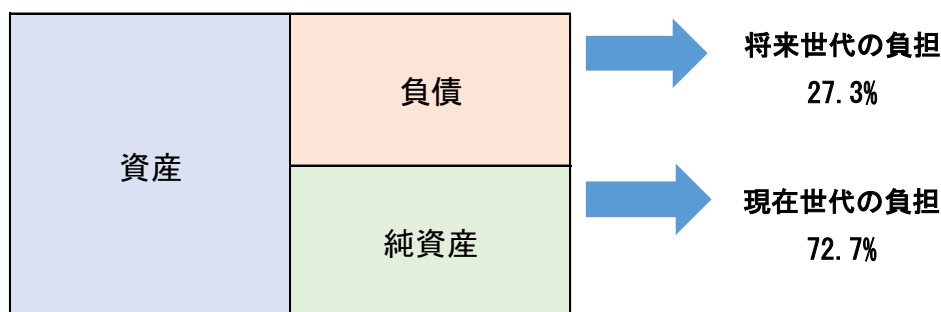 資産
負債
純資産
将来世代の負担
27.3%
現在世代の負担
72.7%